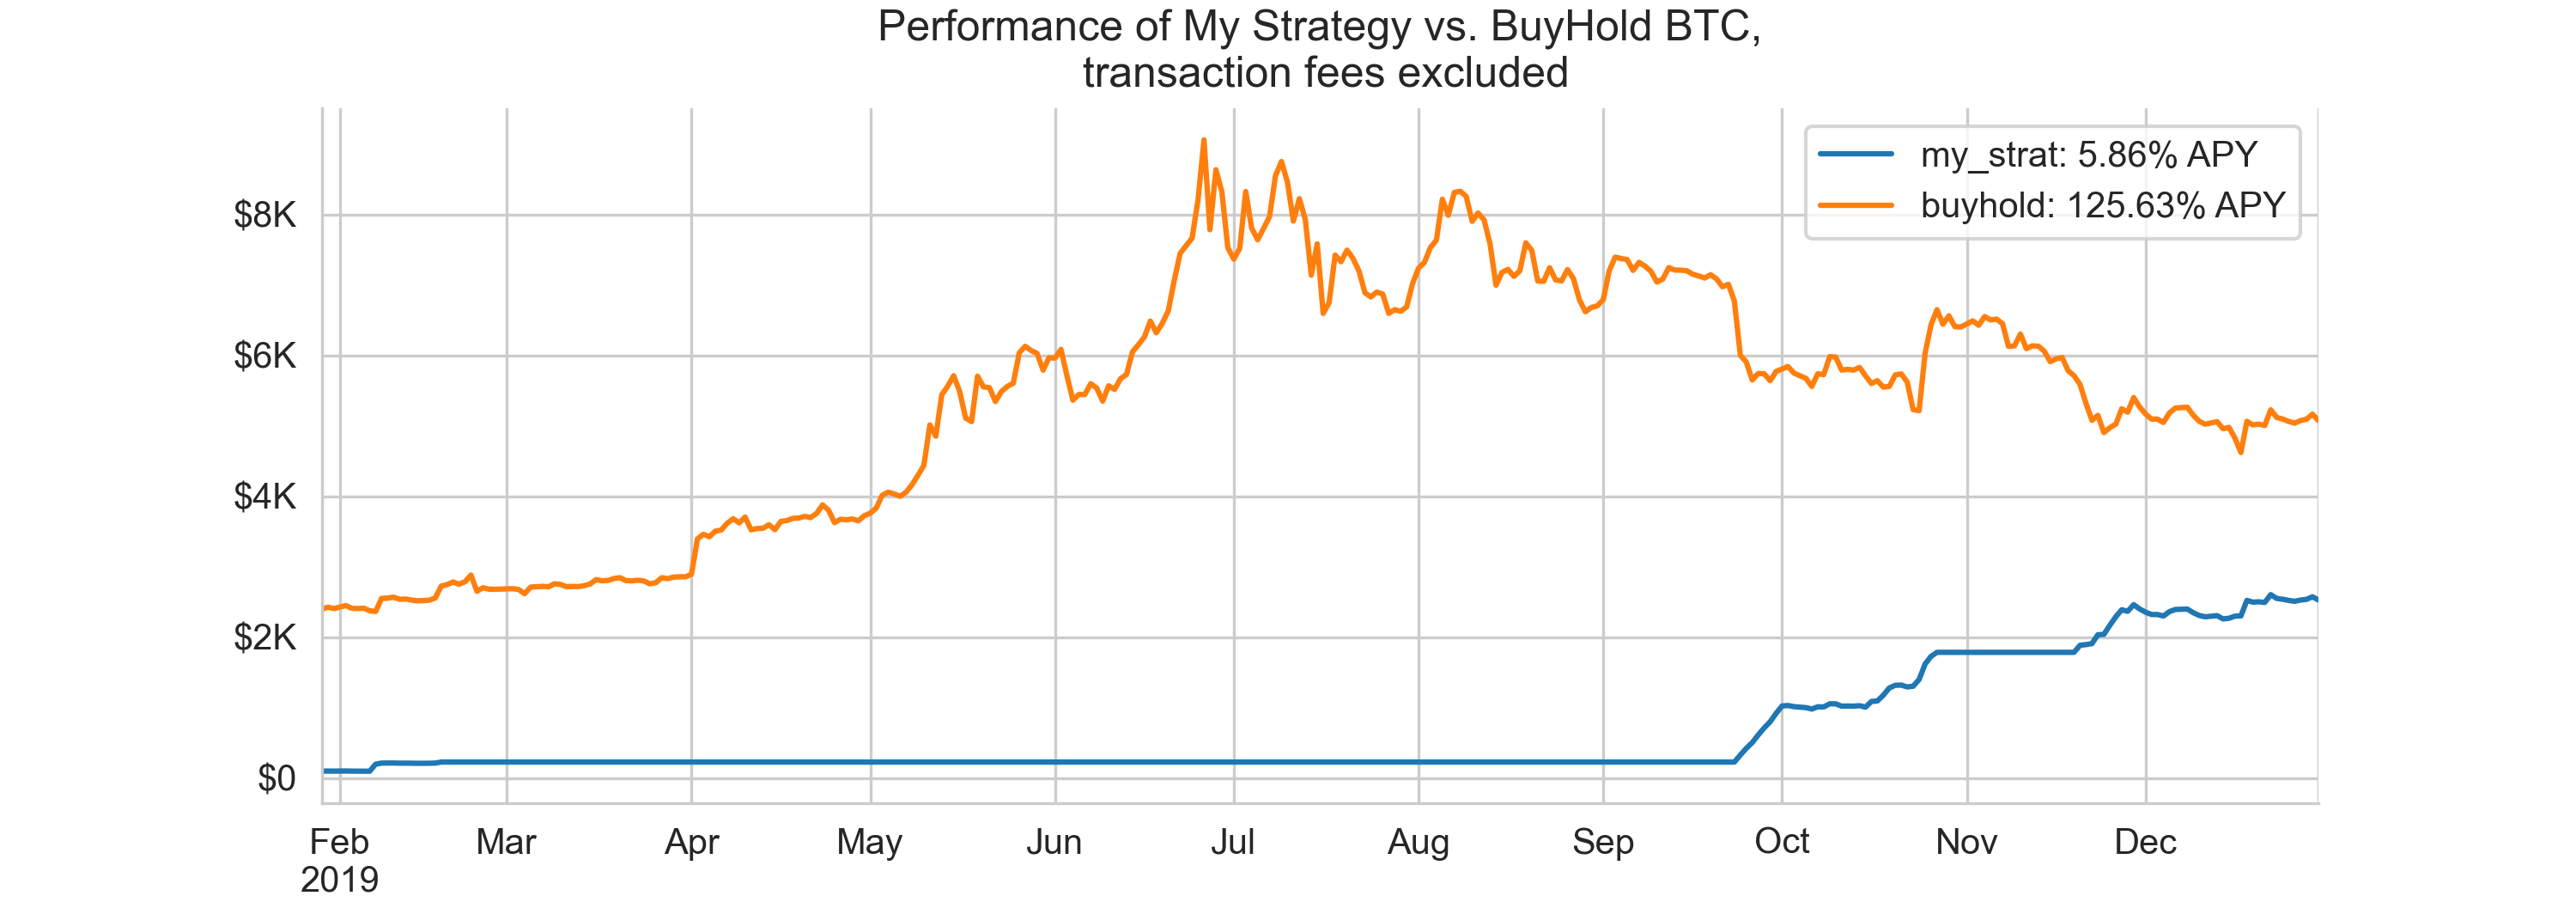 Performance of My Strategy vs. BuyHold BTC,
transaction fees excluded
my_strat: 5.86% APY
buyhold: 125.63% APY
$8K
$6K
$4K
$2K
$0
Feb Mar Apr May Jun Jul Aug Sep Oct Nov Dec
2019